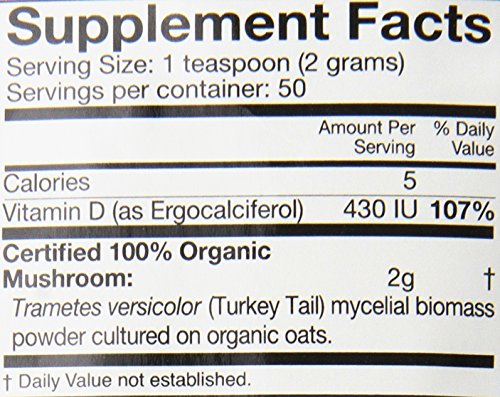 Supplement Facts
Serving Size: 1 teaspoon (2 grams)
Servings per container: 50
Amount Per Serving % Daily Value
Calories 5
Vitamin D (as Ergocalciferol) 430 IU 107%
Certified 100% Organic
Mushroom: 2g †
Trametes versicolor (Turkey Tail) mycelial biomass
powder cultured on organic oats.
† Daily Value not established.